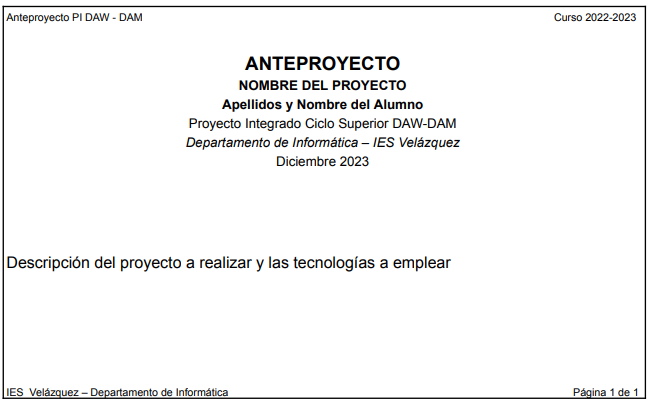 Anteproyecto PI DAW - DAM Curso 2022-2023
ANTEPROYECTO
NOMBRE DEL PROYECTO
Apellidos y Nombre del Alumno
Proyecto Integrado Ciclo Superior DAW-DAM
Departamento de Informática – IES Velázquez
Diciembre 2023
Descripción del proyecto a realizar y las tecnologías a emplear
IES Velázquez – Departamento de Informática Página 1 de 1